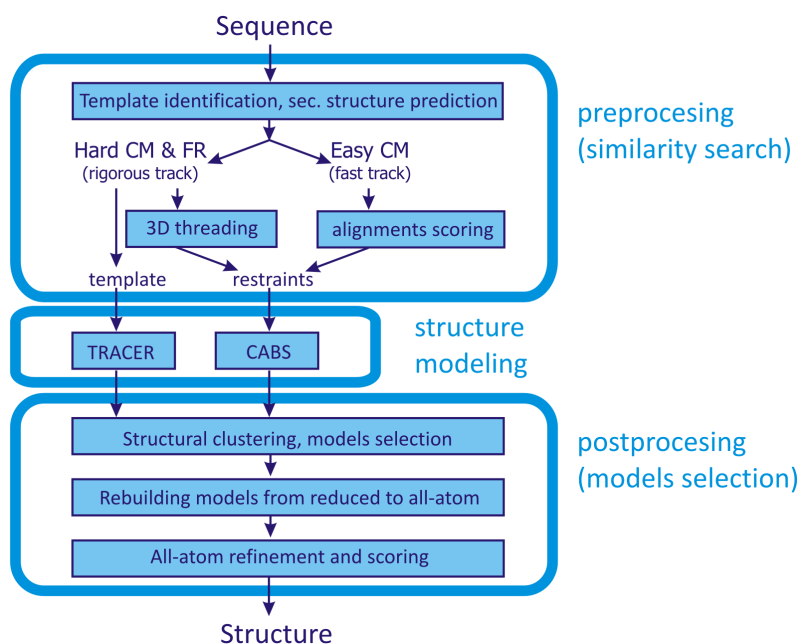 Sequence
Template identification, sec. structure prediction
preprocesing
(similarity search)
Hard CM & FR
(rigorous track)
Easy CM
(fast track)
3D threading
alignments scoring
template
restraints
structure
modeling
TRACER
CABS
Structural clustering, models selection
postprocesing
(models selection)
Rebuilding models from reduced to all-atom
All-atom refinement and scoring
Structure